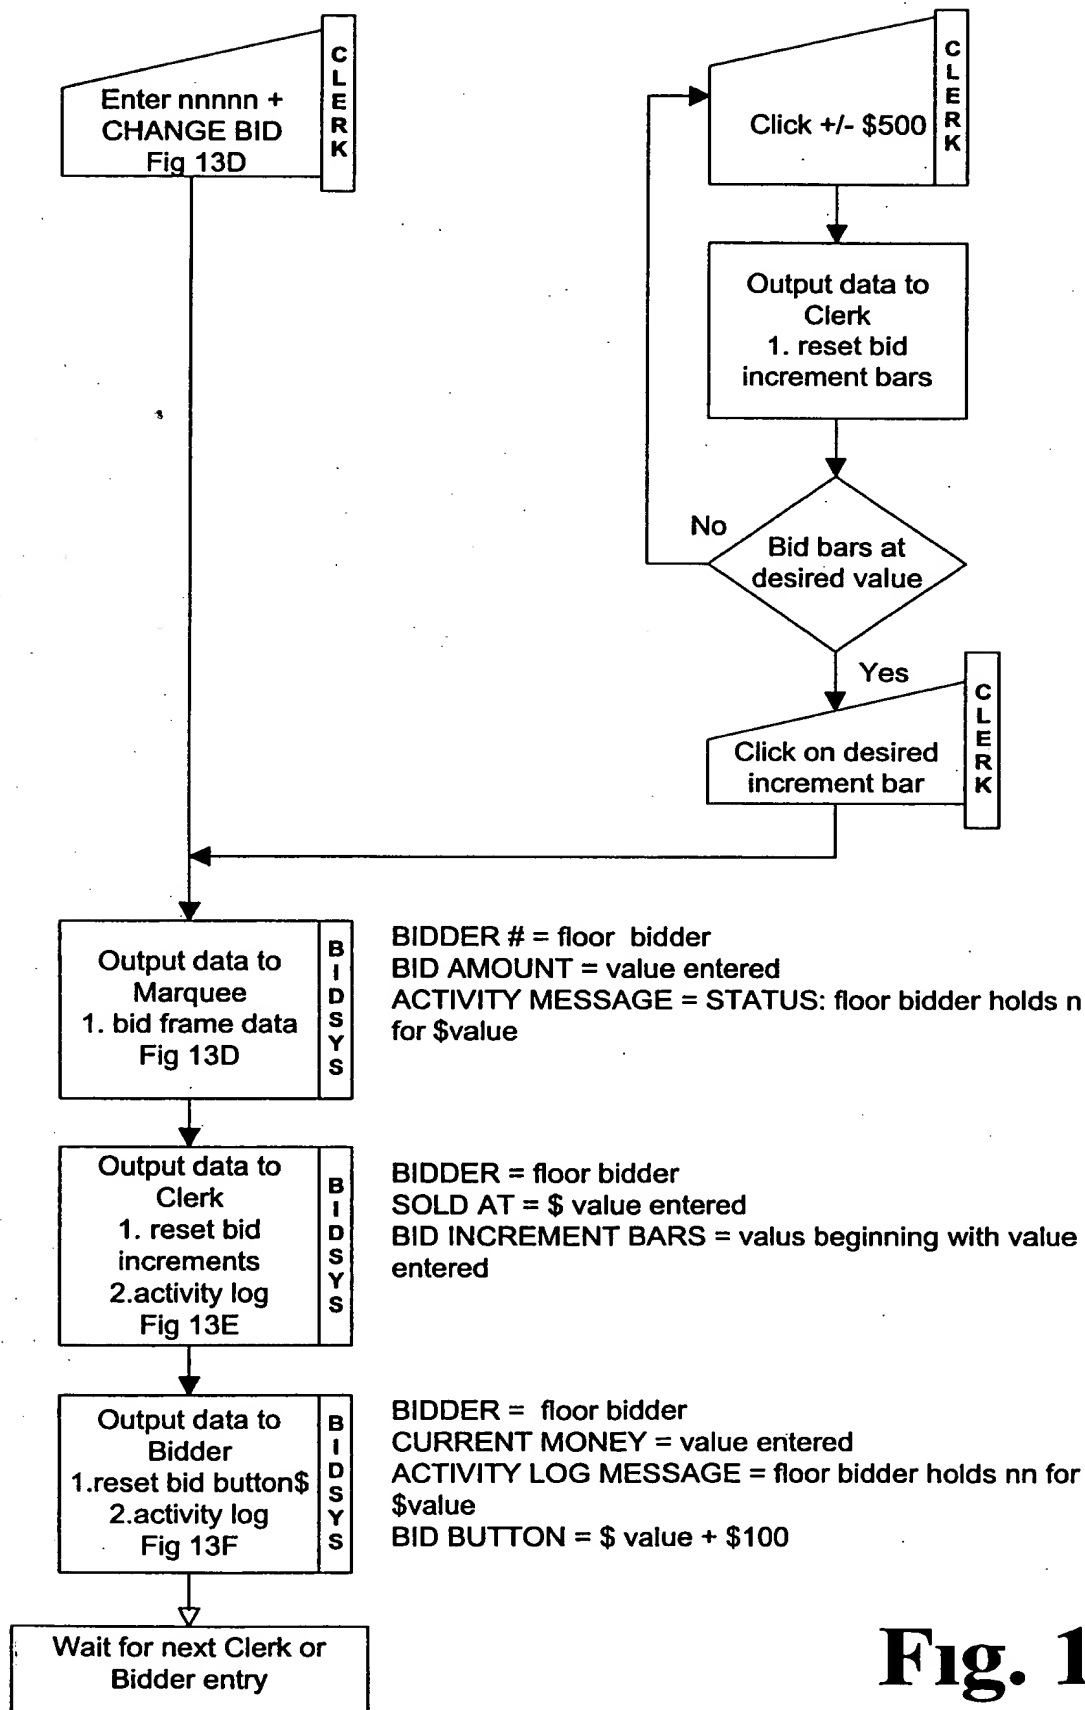 Enter nnnnn +
CHANGE BID
Fig 13D
CLERK
Click +/- $500
CLERK
Output data to
Clerk
1. reset bid
increment bars
No
Bid bars at
desired value
Yes
Click on desired
increment bar
CLERK
Output data to
Marquee
1. bid frame data
Fig 13D
BIDSYS
BIDDER # = floor bidder
BID AMOUNT = value entered
ACTIVITY MESSAGE = STATUS: floor bidder holds n
for $value
Output data to
Clerk
1. reset bid
increments
2.activity log
Fig 13E
BIDSYS
BIDDER = floor bidder
SOLD AT = $ value entered
BID INCREMENT BARS = valus beginning with value
entered
Output data to
Bidder
1.reset bid button$
2.activity log
Fig 13F
BIDSYS
BIDDER = floor bidder
CURRENT MONEY = value entered
ACTIVITY LOG MESSAGE = floor bidder holds nn for
$value
BID BUTTON = $ value + $100
Wait for next Clerk or
Bidder entry
Fig. 1